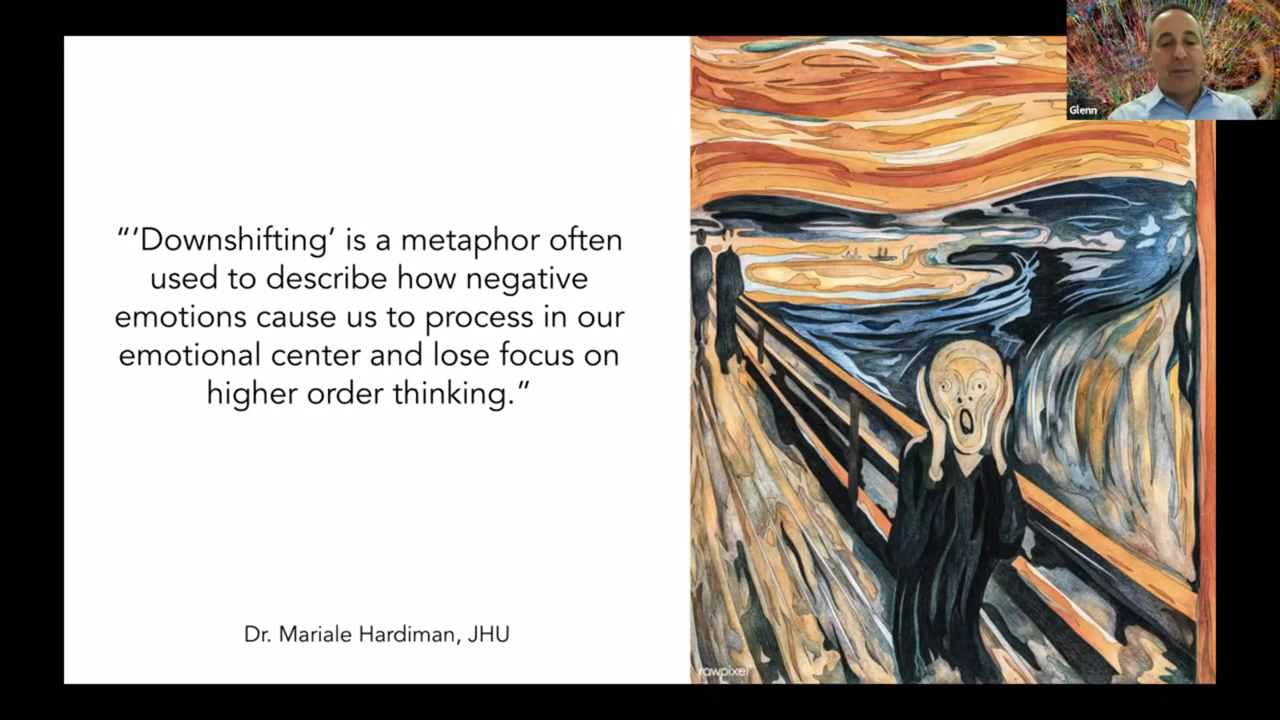 “‘Downshifting’ is a metaphor often
used to describe how negative
emotions cause us to process in our
emotional center and lose focus on
higher order thinking.”
Dr. Mariale Hardiman, JHU
Glenn
rawpixel